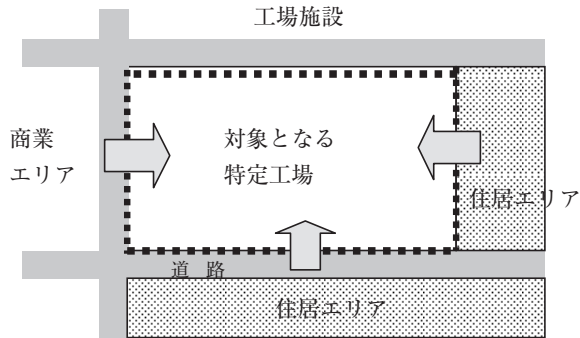 工場施設
商業
エリア
対象となる
特定工場
住居エリア
道 路
住居エリア